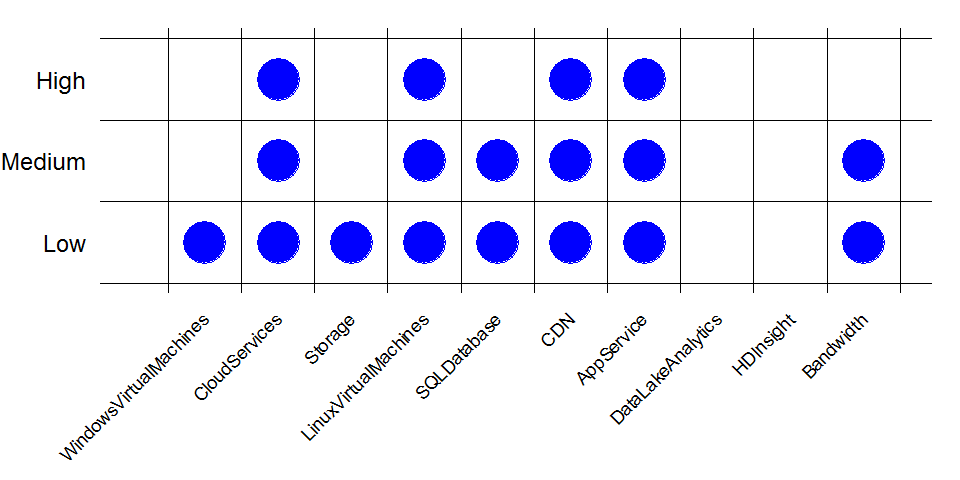 High
Medium
Low
WindowsVirtualMachines
CloudServices
Storage
LinuxVirtualMachines
SQLDatabase
CDN
AppService
DataLakeAnalytics
HDInsight
Bandwidth